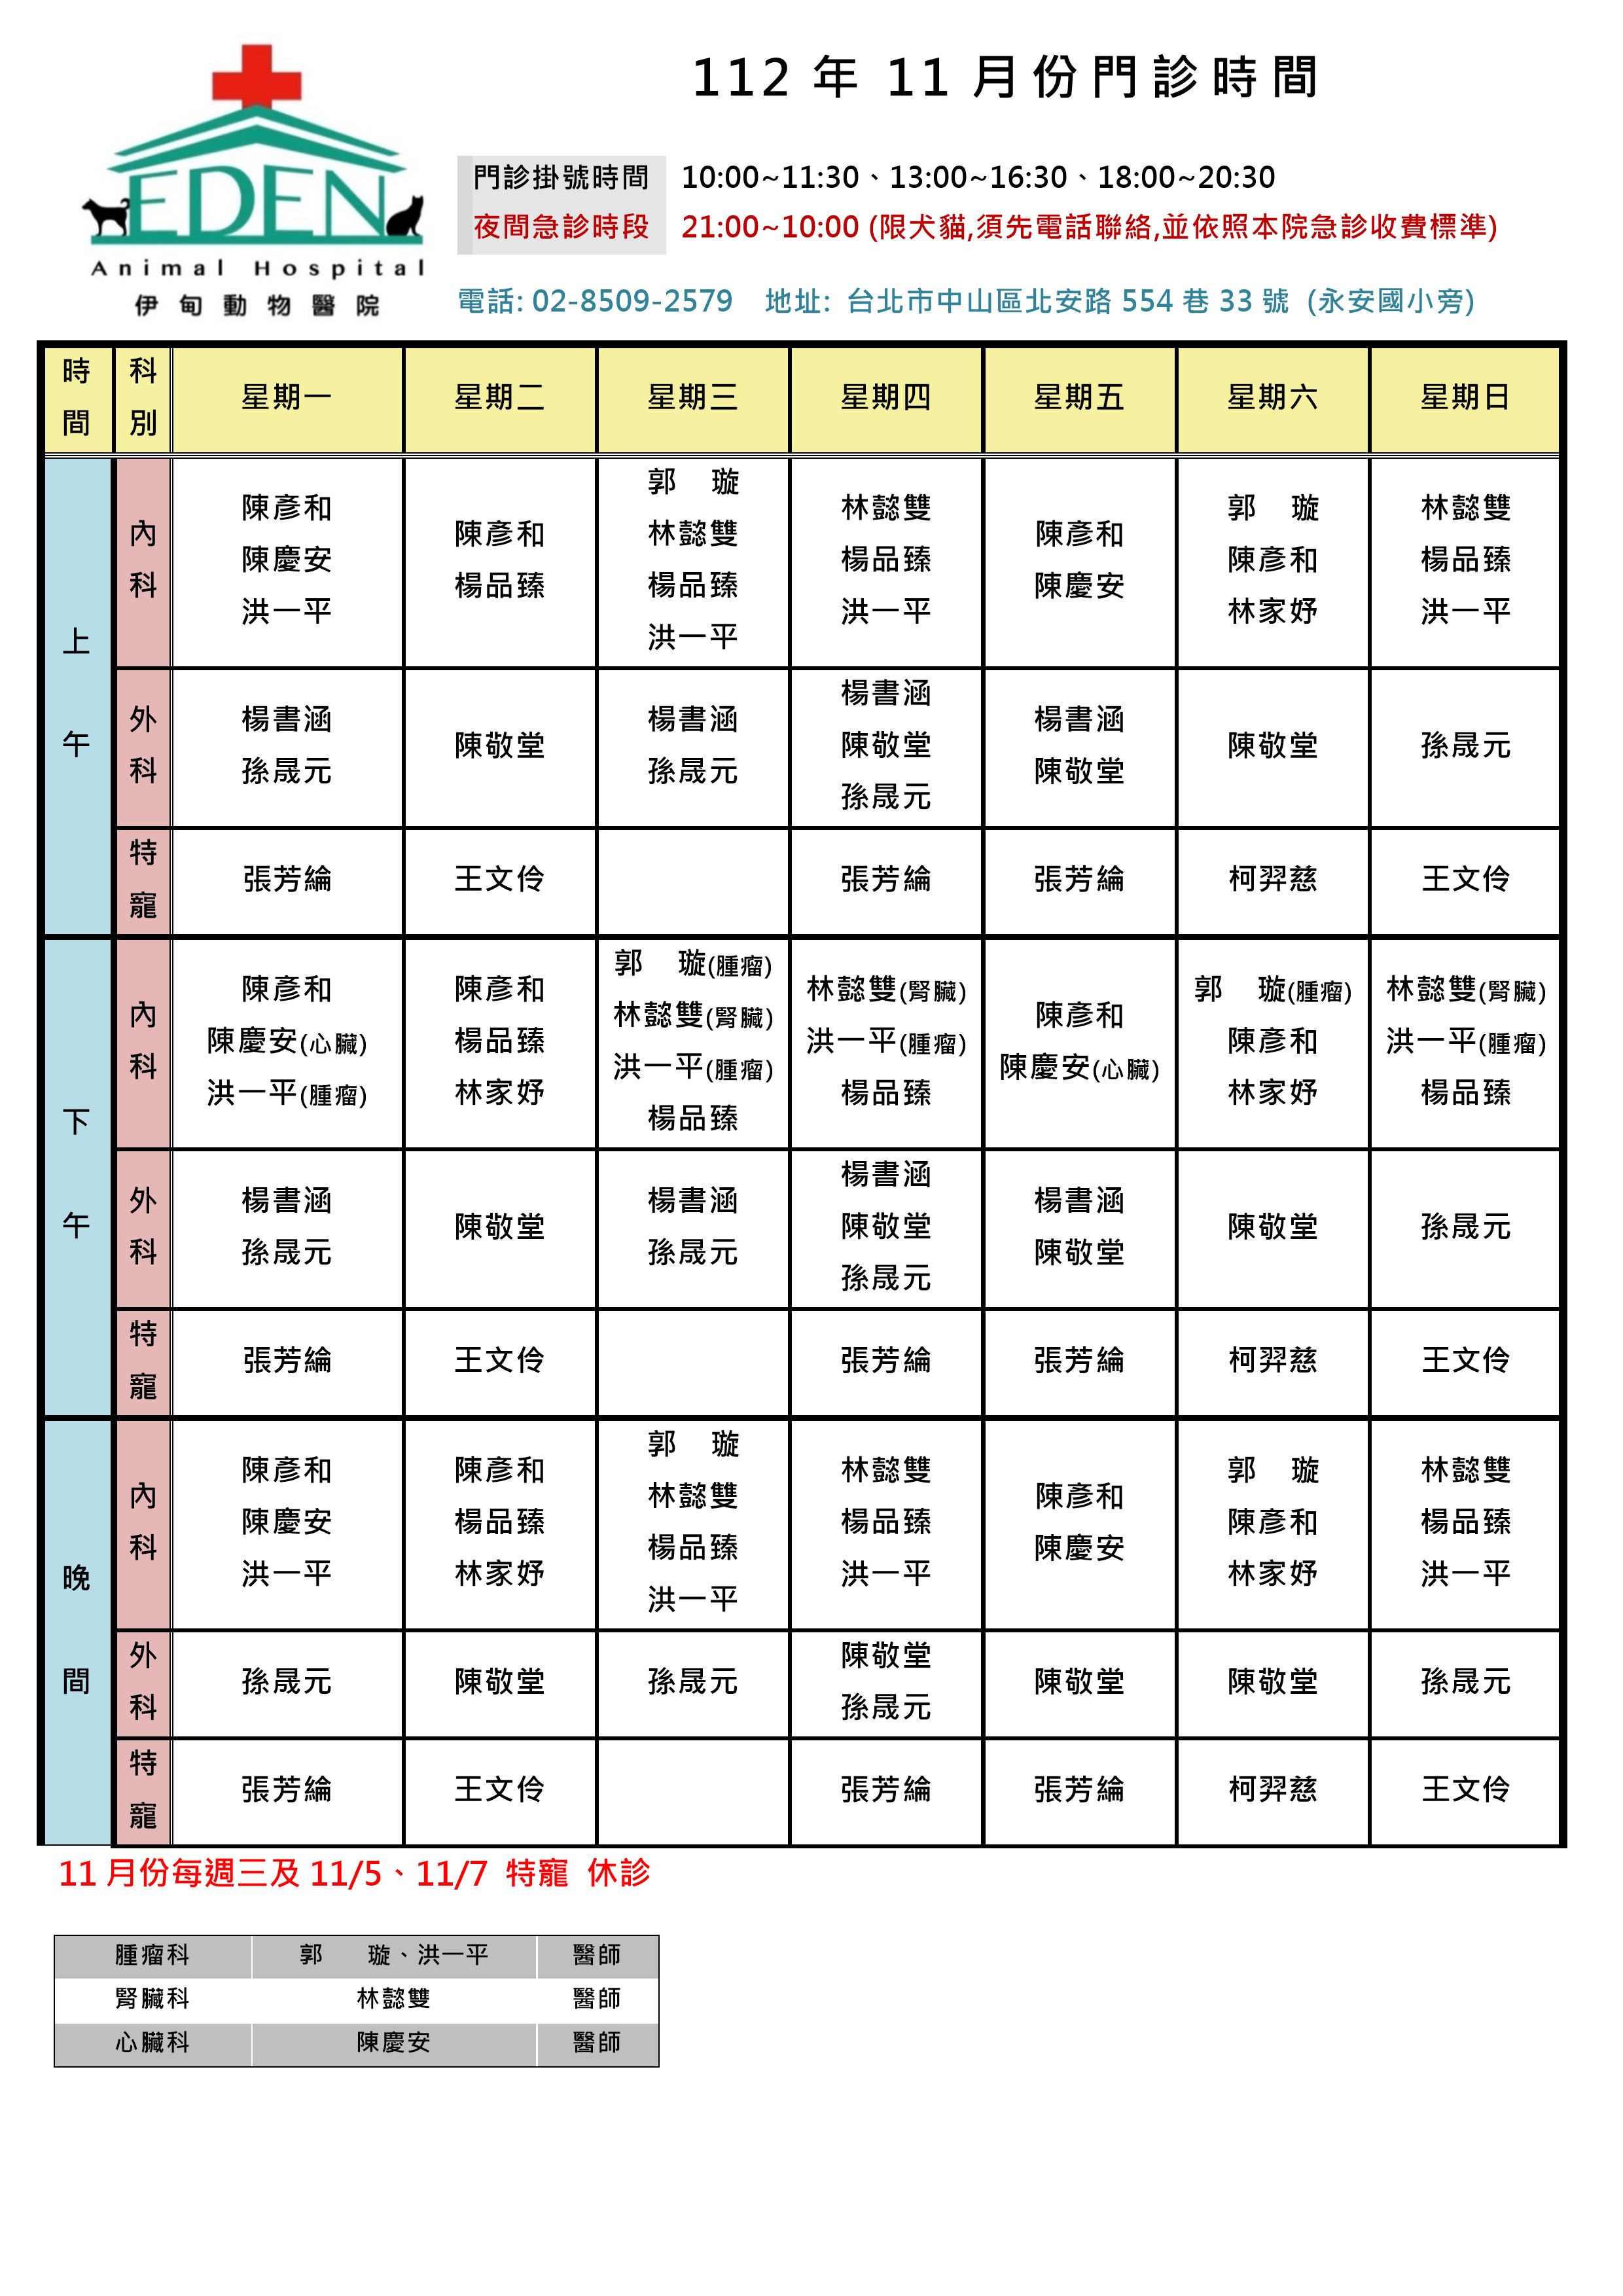 112 年 11 月份門診時間
EDEN
Animal Hospital
伊甸動物醫院
門診掛號時間 10:00~11:30、13:00~16:30、18:00~20:30
夜間急診時段 21:00~10:00 (限犬貓,須先電話聯絡,並依照本院急診收費標準)
電話: 02-8509-2579 地址: 台北市中山區北安路 554 巷 33 號 (永安國小旁)
時間 科別 星期一 星期二 星期三 星期四 星期五 星期六 星期日
上午
內科
陳彥和
陳慶安
洪一平
陳彥和
楊品臻
郭 璇
林懿雙
楊品臻
洪一平
林懿雙
楊品臻
洪一平
陳彥和
陳慶安
郭 璇
陳彥和
林家妤
林懿雙
楊品臻
洪一平
外科
楊書涵
孫晟元
陳敬堂
楊書涵
孫晟元
楊書涵
陳敬堂
孫晟元
楊書涵
陳敬堂
陳敬堂
孫晟元
特寵
張芳綸
王文伶
張芳綸
張芳綸
柯羿慈
王文伶
下午
內科
陳彥和
陳慶安(心臟)
洪一平(腫瘤)
陳彥和
楊品臻
林家妤
郭 璇(腫瘤)
林懿雙(腎臟)
洪一平(腫瘤)
楊品臻
林懿雙(腎臟)
洪一平(腫瘤)
楊品臻
陳彥和
陳慶安(心臟)
郭 璇(腫瘤)
陳彥和
林家妤
林懿雙(腎臟)
洪一平(腫瘤)
楊品臻
外科
楊書涵
孫晟元
陳敬堂
楊書涵
孫晟元
楊書涵
陳敬堂
孫晟元
楊書涵
陳敬堂
陳敬堂
孫晟元
特寵
張芳綸
王文伶
張芳綸
張芳綸
柯羿慈
王文伶
晚間
內科
陳彥和
陳慶安
洪一平
陳彥和
楊品臻
林家妤
郭 璇
林懿雙
楊品臻
洪一平
林懿雙
楊品臻
洪一平
陳彥和
陳慶安
郭 璇
陳彥和
林家妤
林懿雙
楊品臻
洪一平
外科
孫晟元
陳敬堂
孫晟元
陳敬堂
孫晟元
陳敬堂
陳敬堂
孫晟元
特寵
張芳綸
王文伶
張芳綸
張芳綸
柯羿慈
王文伶
11 月份每週三及 11/5、11/7 特寵 休診
腫瘤科 郭 璇、洪一平 醫師
腎臟科 林懿雙 醫師
心臟科 陳慶安 醫師